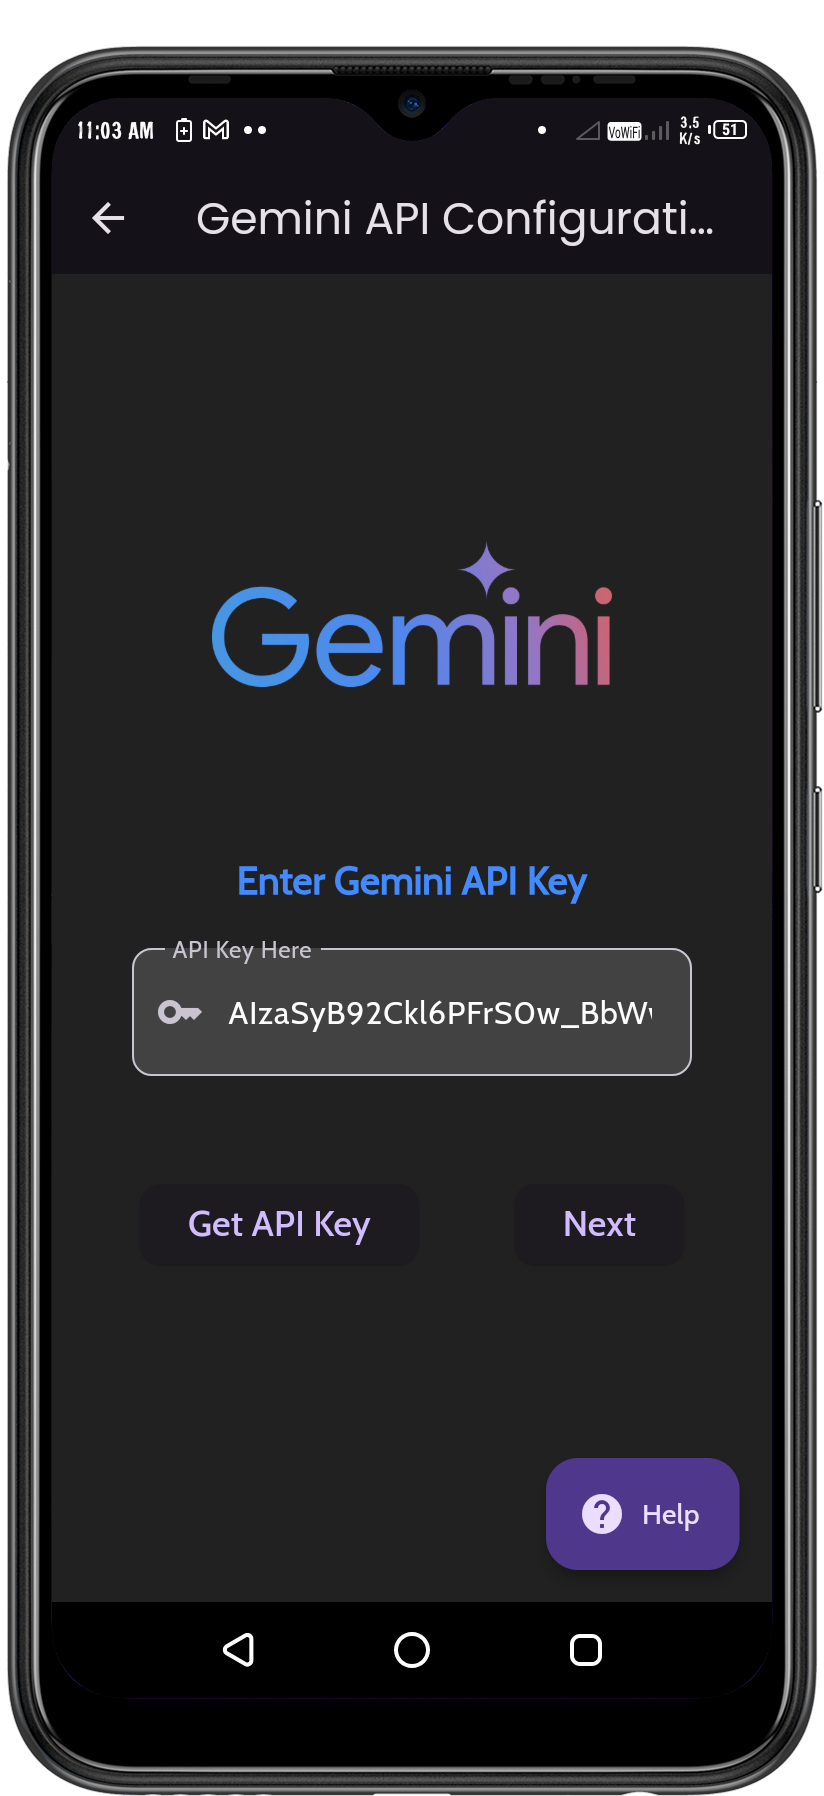 11:03 AM VoWiFi 3.5 K/s 51
Gemini API Configurati...
Gemini
Enter Gemini API Key
API Key Here
AIzaSyB92Ckl6PFrS0w_BbW
Get API Key
Next
Help